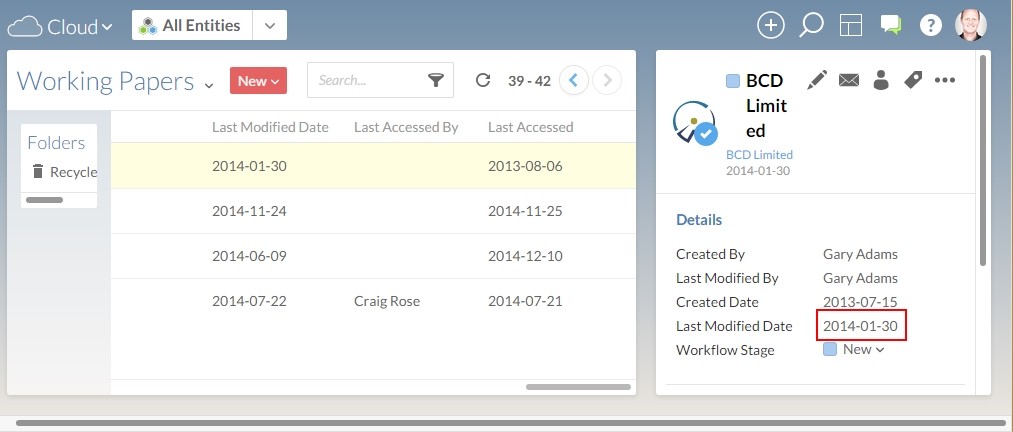 Cloud All Entities
Working Papers New Search... 39 - 42
Folders
Recycle
Last Modified Date Last Accessed By Last Accessed
2014-01-30 2013-08-06
2014-11-24 2014-11-25
2014-06-09 2014-12-10
2014-07-22 Craig Rose 2014-07-21
BCD
Limit
ed
BCD Limited
2014-01-30
Details
Created By Gary Adams
Last Modified By Gary Adams
Created Date 2013-07-15
Last Modified Date 2014-01-30
Workflow Stage New